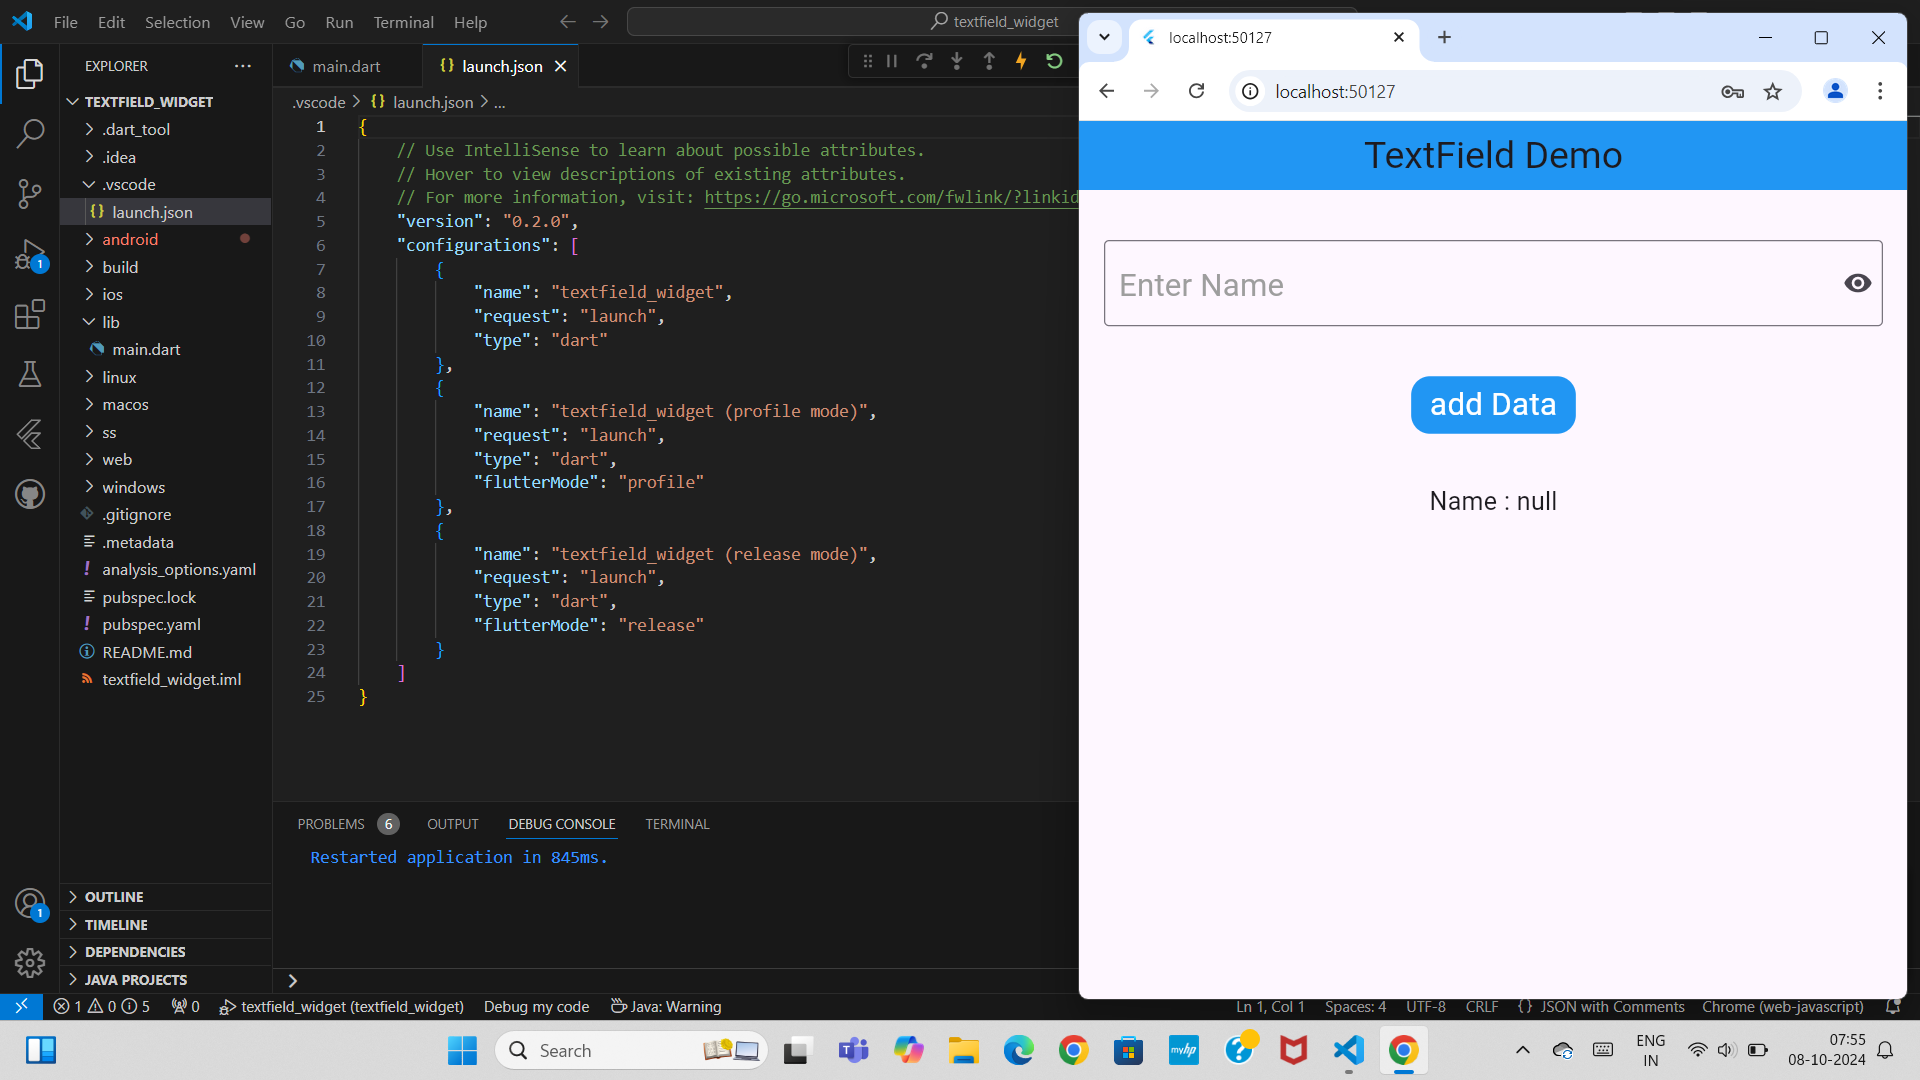 File Edit Selection View Go Run Terminal Help
textfield_widget
EXPLORER
TEXTFIELD_WIDGET
.dart_tool
.idea
.vscode
launch.json
android
build
ios
lib
main.dart
linux
macos
ss
web
windows
.gitignore
.metadata
analysis_options.yaml
pubspec.lock
pubspec.yaml
README.md
textfield_widget.iml
OUTLINE
TIMELINE
DEPENDENCIES
JAVA PROJECTS
1
1
main.dart
launch.json
.vscode > {} launch.json > ...
1 {
2 // Use IntelliSense to learn about possible attributes.
3 // Hover to view descriptions of existing attributes.
4 // For more information, visit: https://go.microsoft.com/fwlink/?linkid
5 "version": "0.2.0",
6 "configurations": [
7 {
8 "name": "textfield_widget",
9 "request": "launch",
10 "type": "dart"
11 },
12 {
13 "name": "textfield_widget (profile mode)",
14 "request": "launch",
15 "type": "dart",
16 "flutterMode": "profile"
17 },
18 {
19 "name": "textfield_widget (release mode)",
20 "request": "launch",
21 "type": "dart",
22 "flutterMode": "release"
23 }
24 ]
25 }
PROBLEMS 6 OUTPUT DEBUG CONSOLE TERMINAL
Restarted application in 845ms.
localhost:50127
localhost:50127
TextField Demo
Enter Name
add Data
Name : null
1 0 5 0 textfield_widget (textfield_widget) Debug my code Java: Warning Ln 1, Col 1 Spaces: 4 UTF-8 CRLF {} JSON with Comments Chrome (web-javascript)
Search
myhp
ENG
IN
07:55
08-10-2024